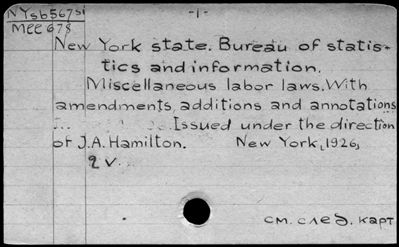 NYsb567si -1-
Mec 678
New York state. Bureau of statis-
tics and information.
Miscellaneous labor laws. With
amendments, additions and annotations
Issued under the direction
of J.A. Hamilton. New York, 1926,
2 v.
см. след. карт